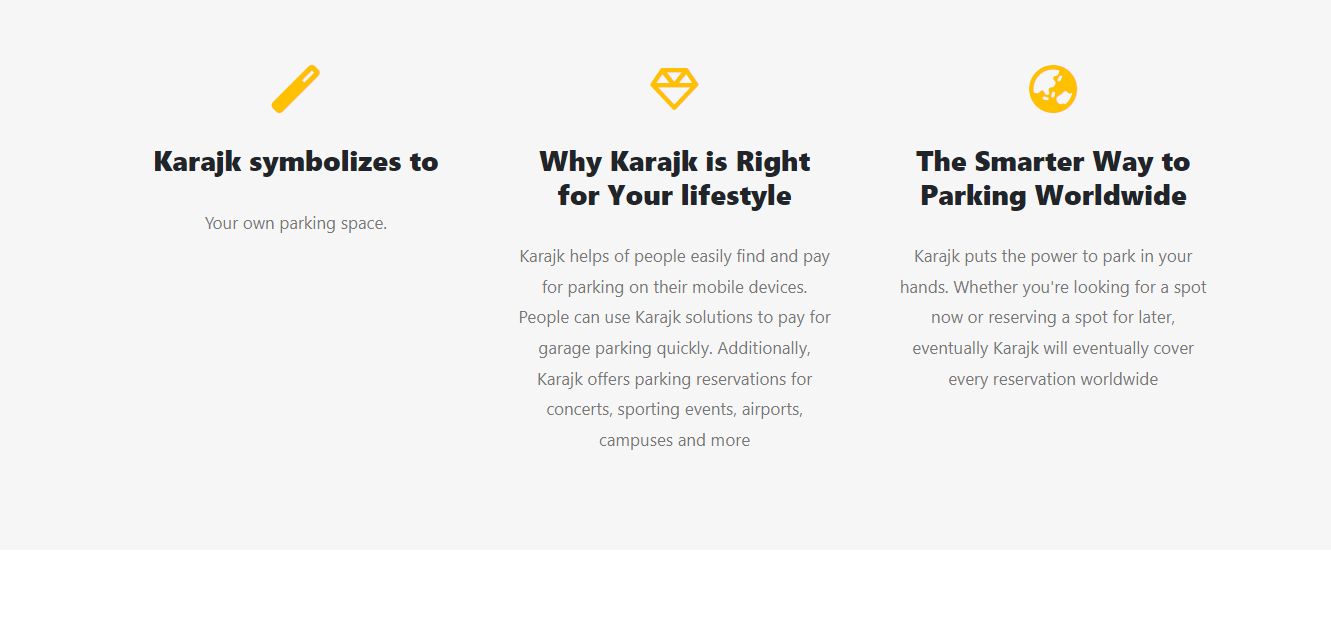 Karajk symbolizes to
Your own parking space.
Why Karajk is Right
for Your lifestyle
Karajk helps of people easily find and pay
for parking on their mobile devices.
People can use Karajk solutions to pay for
garage parking quickly. Additionally,
Karajk offers parking reservations for
concerts, sporting events, airports,
campuses and more
The Smarter Way to
Parking Worldwide
Karajk puts the power to park in your
hands. Whether you're looking for a spot
now or reserving a spot for later,
eventually Karajk will eventually cover
every reservation worldwide